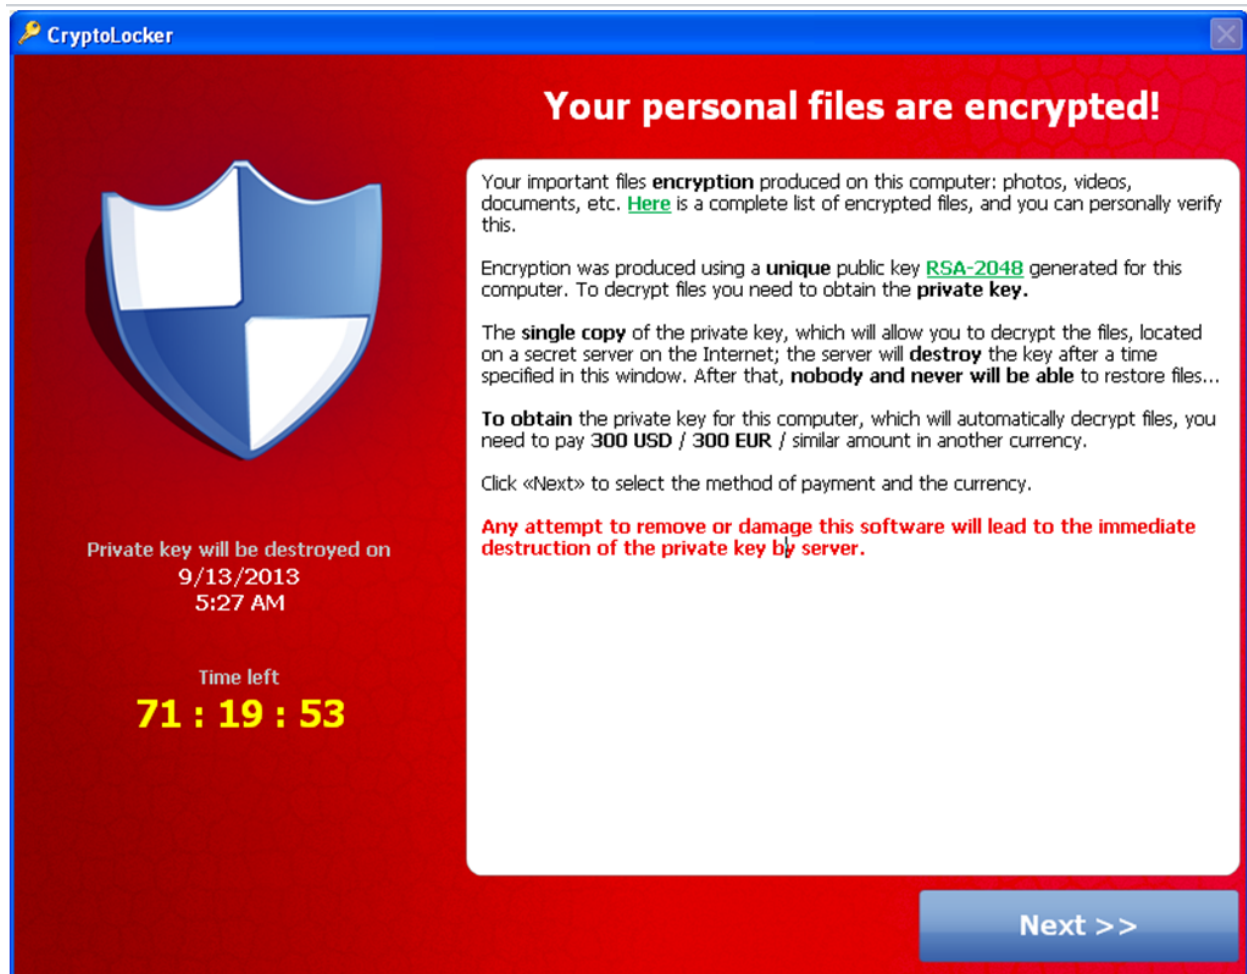 CryptoLocker
Your personal files are encrypted!
Your important files encryption produced on this computer: photos, videos,
documents, etc. Here is a complete list of encrypted files, and you can personally verify
this.
Encryption was produced using a unique public key RSA-2048 generated for this
computer. To decrypt files you need to obtain the private key.
The single copy of the private key, which will allow you to decrypt the files, located
on a secret server on the Internet; the server will destroy the key after a time
specified in this window. After that, nobody and never will be able to restore files...
To obtain the private key for this computer, which will automatically decrypt files, you
need to pay 300 USD / 300 EUR / similar amount in another currency.
Click «Next» to select the method of payment and the currency.
Any attempt to remove or damage this software will lead to the immediate
destruction of the private key by server.
Private key will be destroyed on
9/13/2013
5:27 AM
Time left
71 : 19 : 53
Next >>